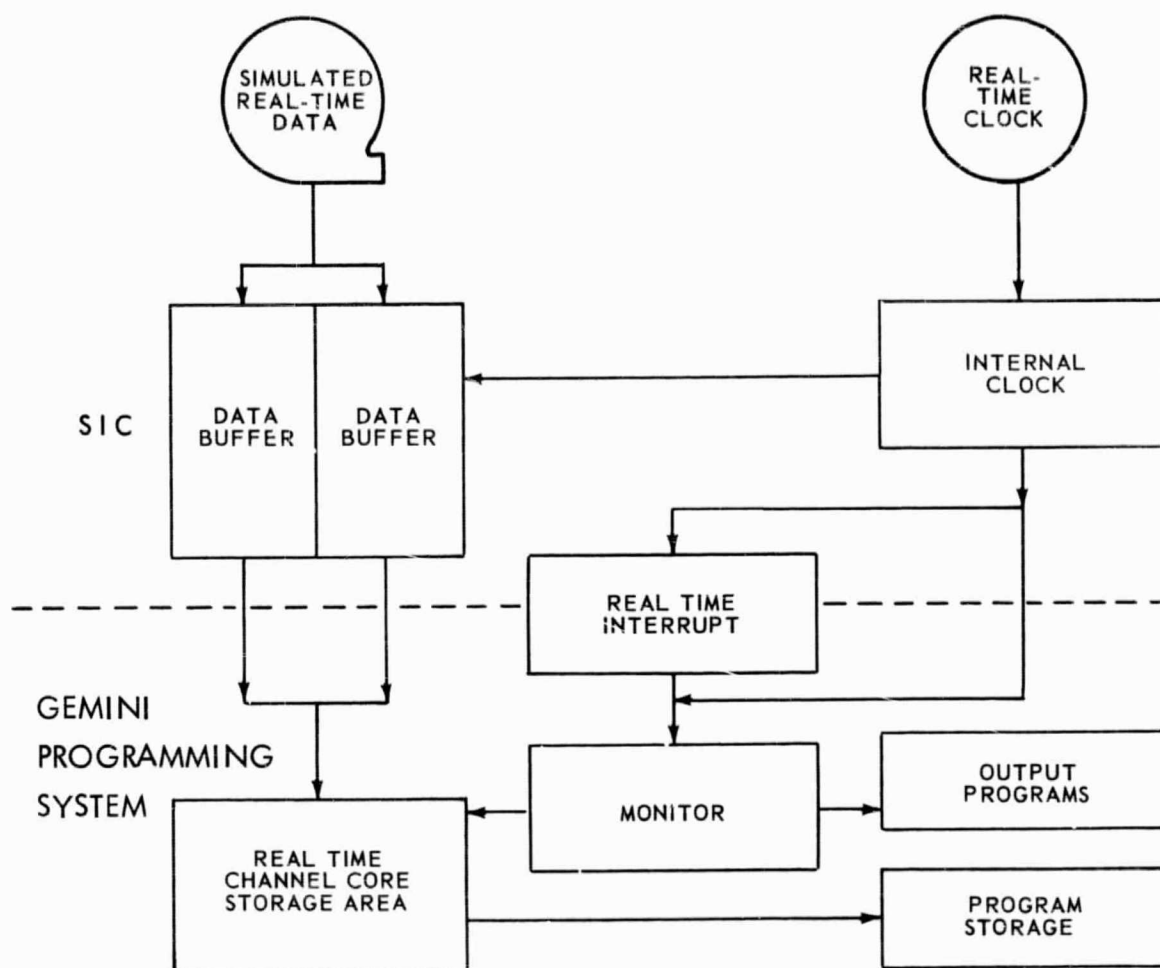 SIMULATED
REAL-TIME
DATA
REAL-
TIME
CLOCK
INTERNAL
CLOCK
SIC
DATA
BUFFER
DATA
BUFFER
REAL TIME
INTERRUPT
GEMINI
PROGRAMMING
SYSTEM
MONITOR
OUTPUT
PROGRAMS
REAL TIME
CHANNEL CORE
STORAGE AREA
PROGRAM
STORAGE